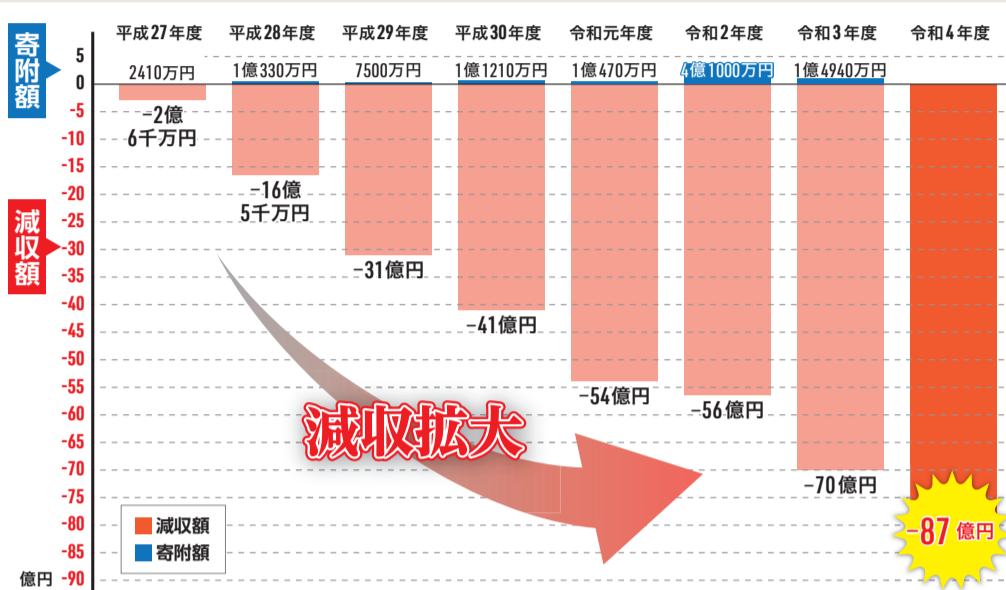 寄附額
減収額
平成27年度 平成28年度 平成29年度 平成30年度 令和元年度 令和2年度 令和3年度 令和4年度
5
0
-5
-10
-15
-20
-25
-30
-35
-40
-45
-50
-55
-60
-65
-70
-75
-80
-85
億円 -90
2410万円 1億330万円 7500万円 1億1210万円 1億470万円 4億1000万円 1億4940万円
-2億
6千万円
-16億
5千万円
-31億円
-41億円
-54億円
-56億円
-70億円
-87億円
減収拡大
減収額
寄附額